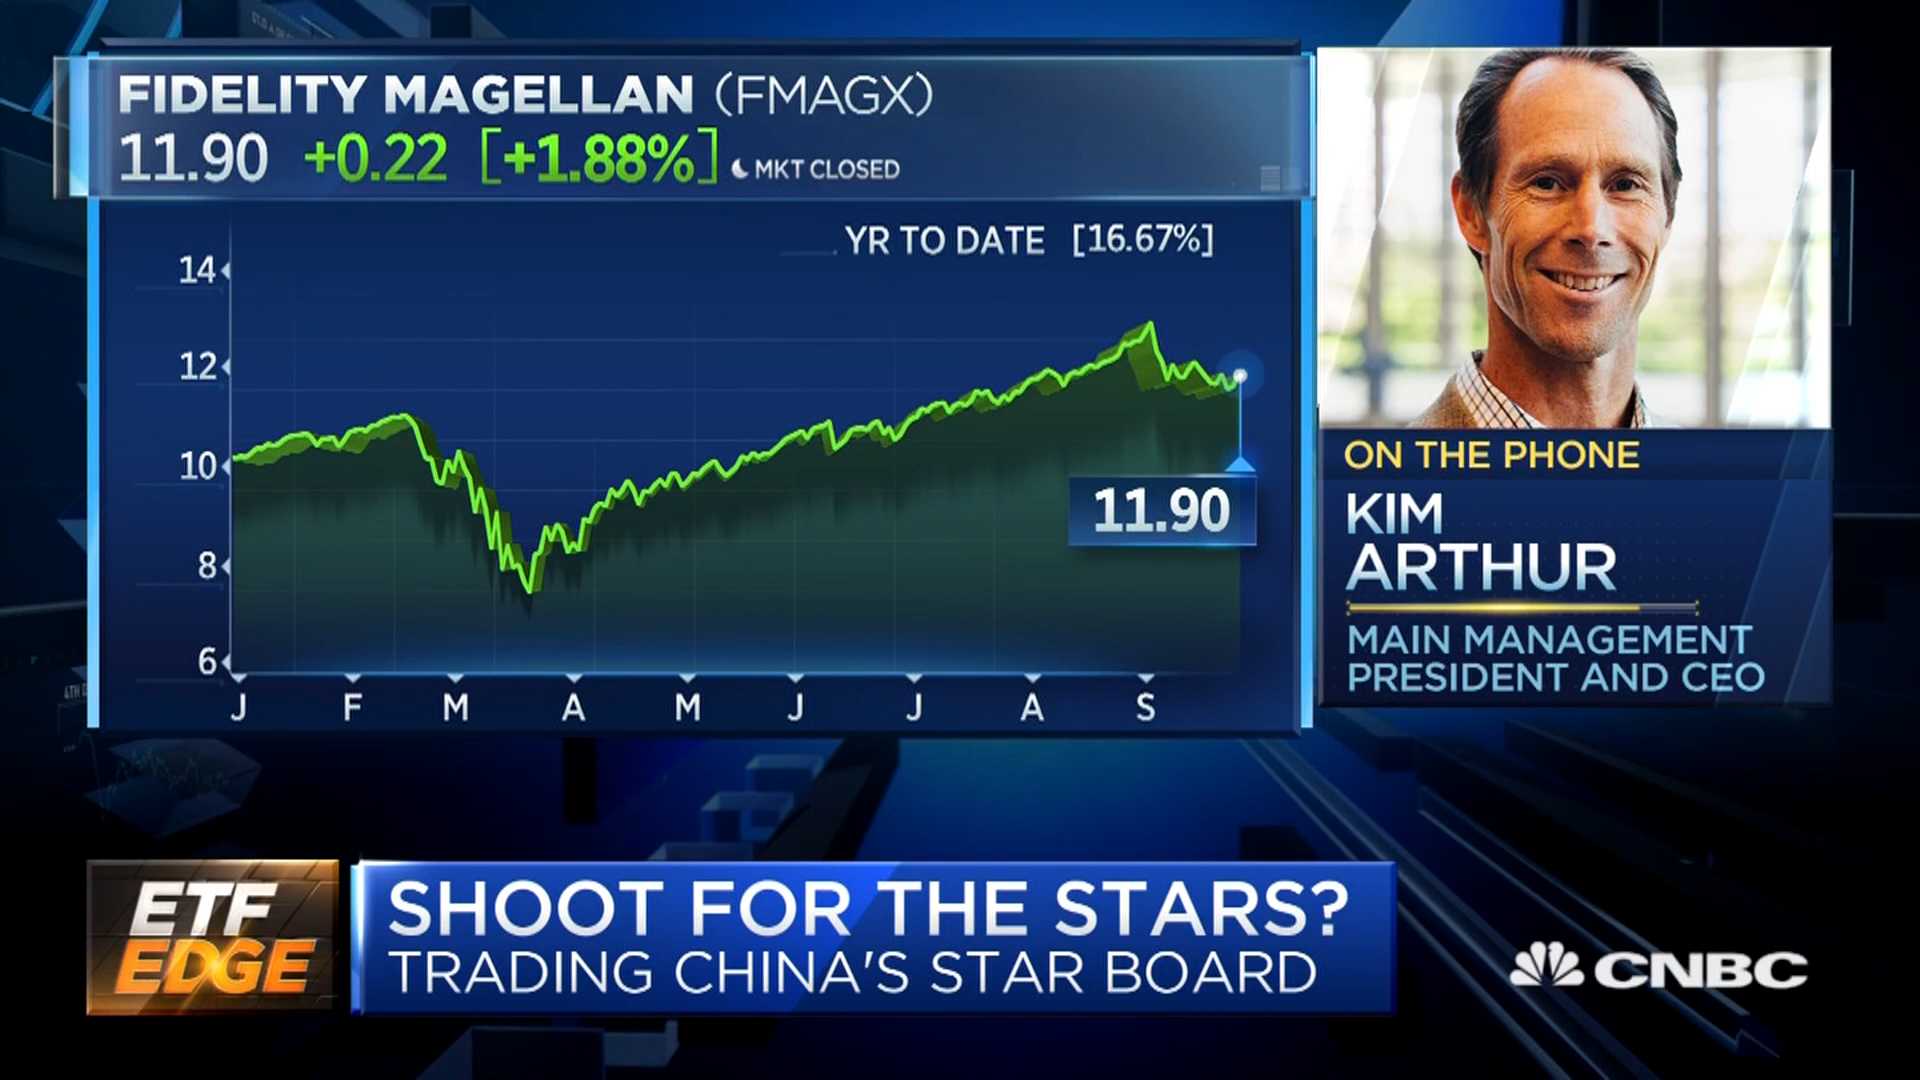 FIDELITY MAGELLAN (FMAGX)
11.90 +0.22 [+1.88%] MKT CLOSED
YR TO DATE [16.67%]
14
12
10
8
6
11.90
J F M A M J J A S
ON THE PHONE
KIM
ARTHUR
MAIN MANAGEMENT
PRESIDENT AND CEO
ETF
EDGE
SHOOT FOR THE STARS?
TRADING CHINA'S STAR BOARD
CNBC